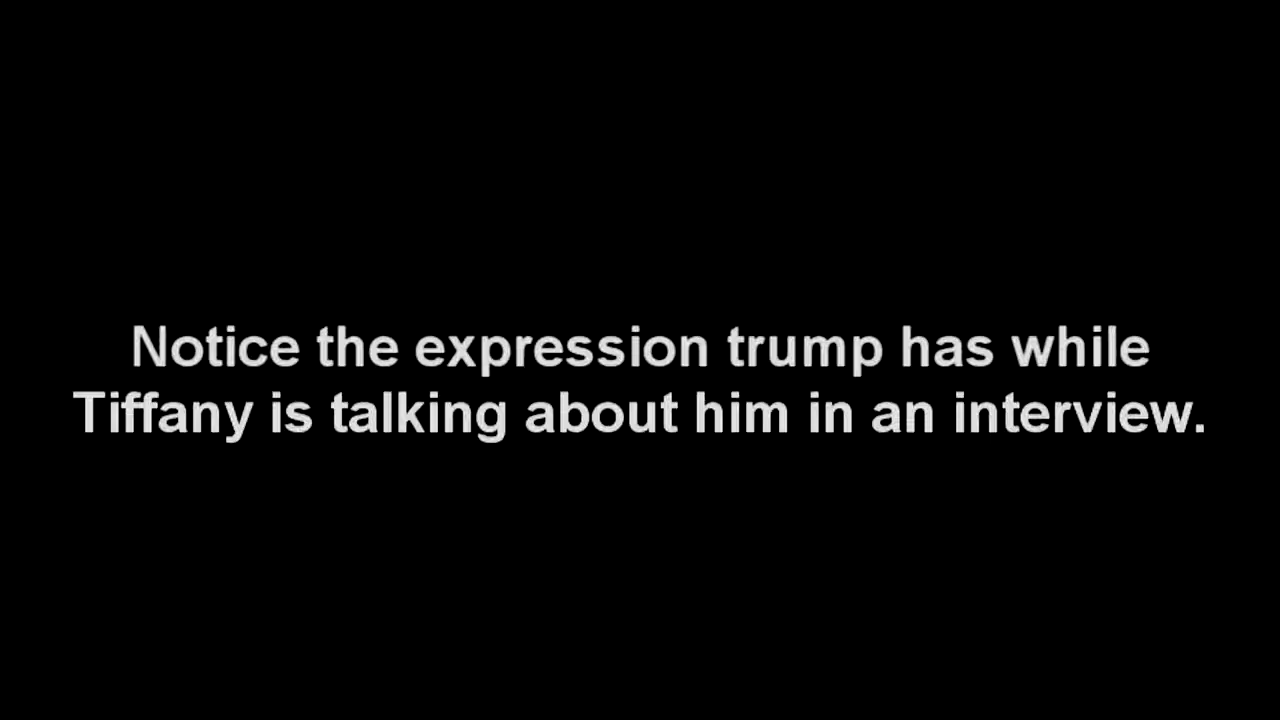 Notice the expression trump has while
Tiffany is talking about him in an interview.